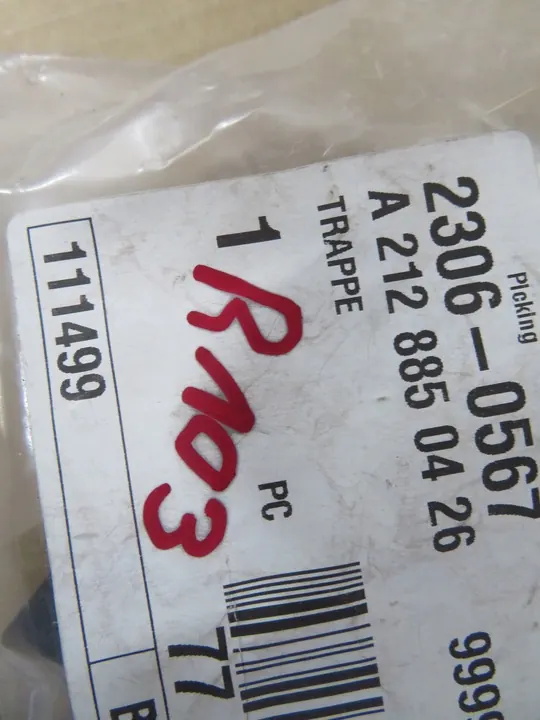 Picking
2306-0567
A 212 885 04 26
TRAPPE
1 PC
R103
77
111499